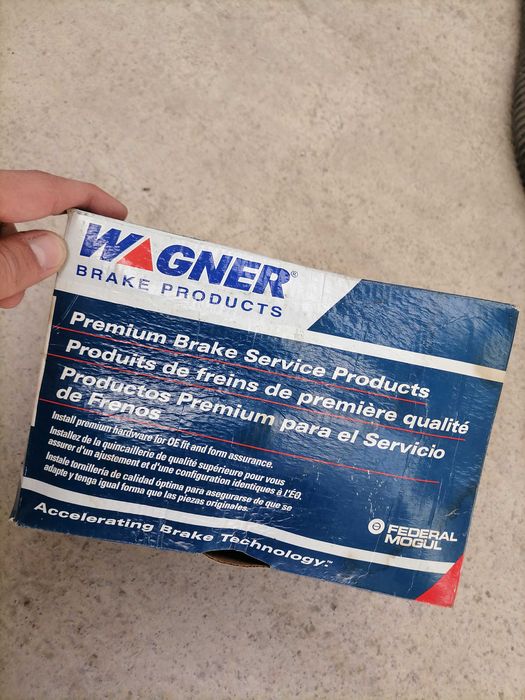 WAGNER®
BRAKE PRODUCTS
Premium Brake Service Products
Produits de freins de première qualité
Productos Premium para el Servicio
de Frenos
Install premium hardware for OE fit and form assurance.
Installez de la quincaillerie de qualité supérieure pour vous
assurer d'un ajustement et d'une configuration identiques à l'ÉO.
Instale tornillería de calidad óptima para asegurarse de que se
adapte y tenga igual forma que las piezas originales.
Accelerating Brake Technology.™
FEDERAL
MOGUL